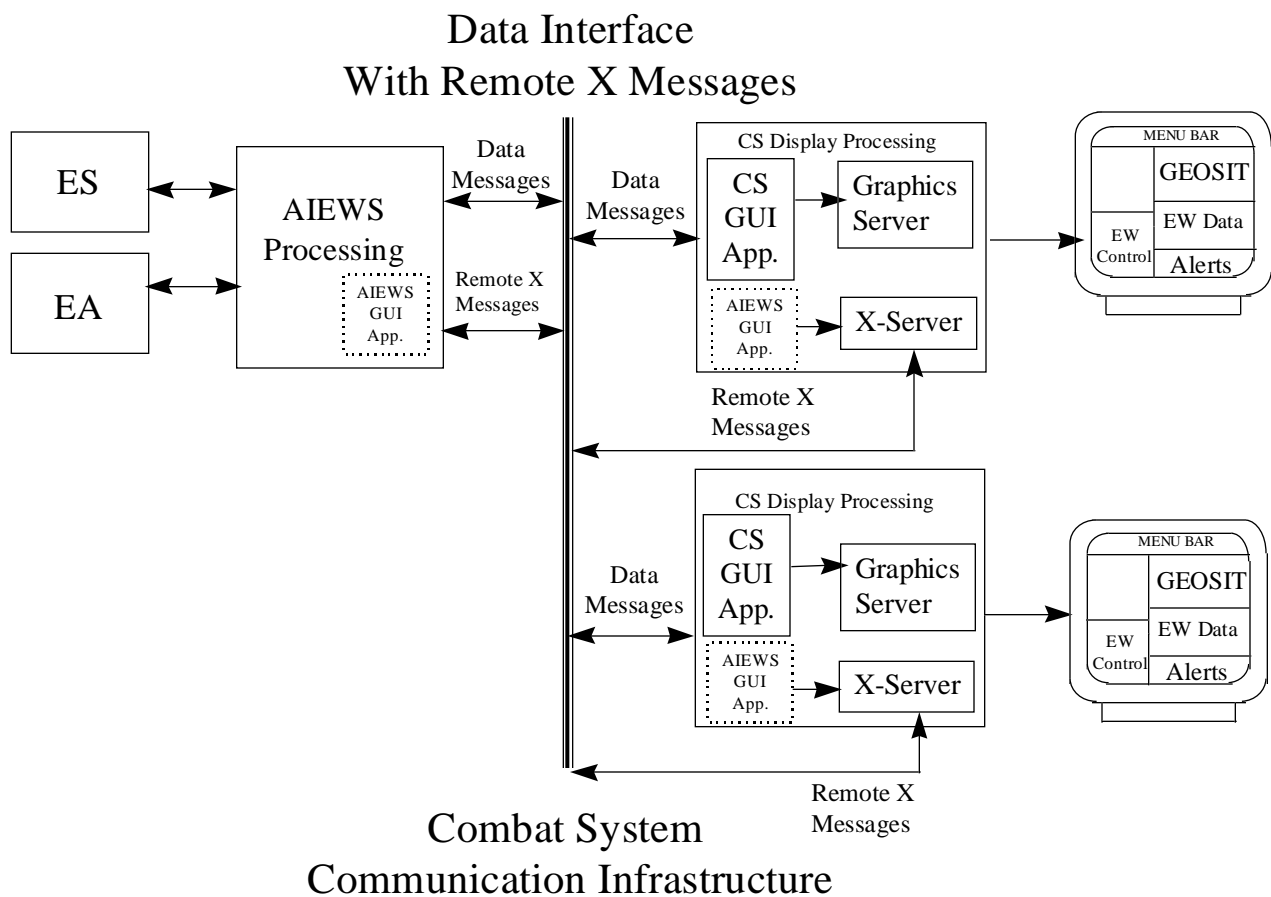 Data Interface
With Remote X Messages
ES
EA
AIEWS
Processing
AIEWS
GUI
App.
Data
Messages
Remote X
Messages
Data
Messages
CS Display Processing
CS
GUI
App.
Graphics
Server
AIEWS
GUI
App.
X-Server
Remote X
Messages
MENU BAR
GEOSIT
EW
Control
EW Data
Alerts
Data
Messages
CS Display Processing
CS
GUI
App.
Graphics
Server
AIEWS
GUI
App.
X-Server
Remote X
Messages
MENU BAR
GEOSIT
EW
Control
EW Data
Alerts
Combat System
Communication Infrastructure